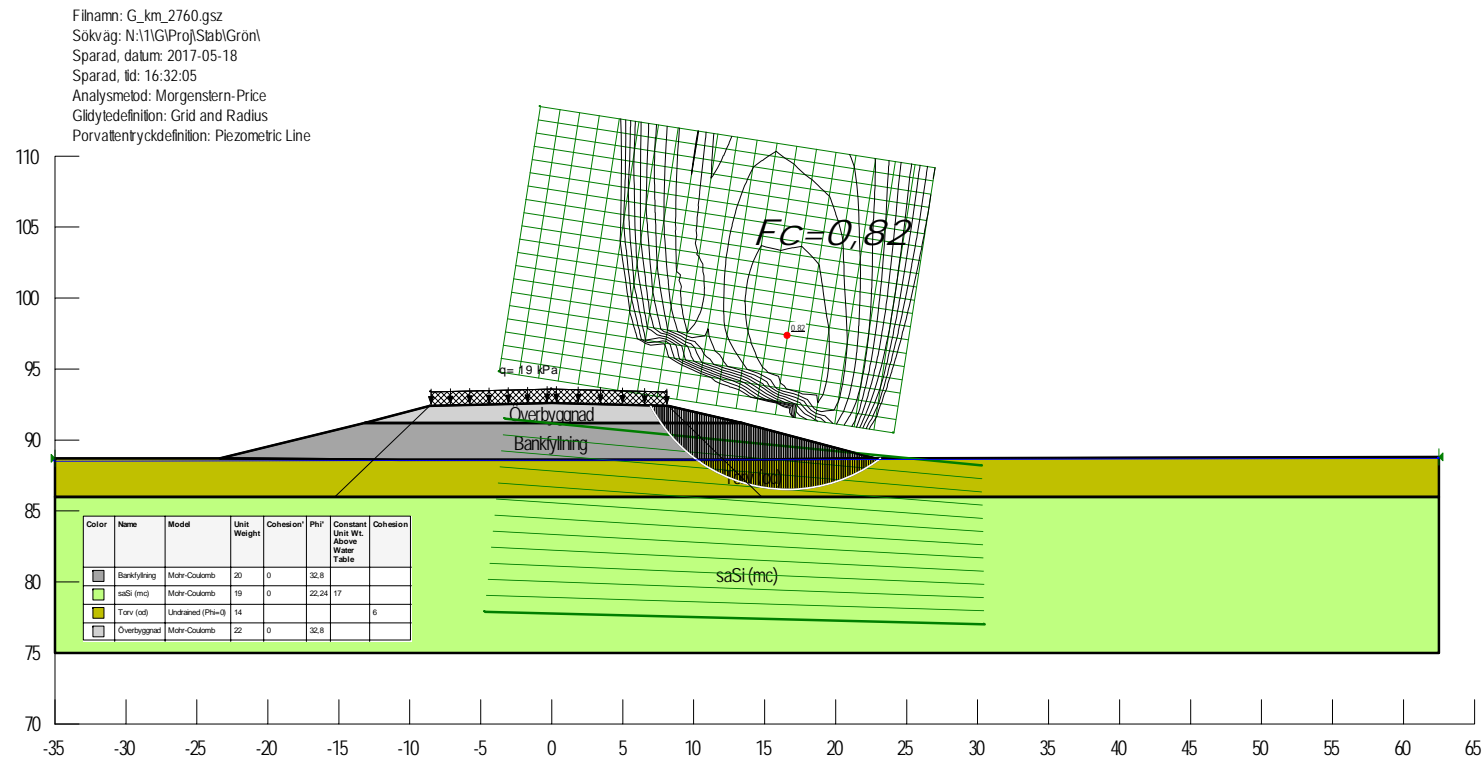 Filnamn: G_km_2760.gsz
Sökväg: N:\1\G\Proj\Stab\Grön\
Sparad, datum: 2017-05-18
Sparad, tid: 16:32:05
Analysmetod: Morgenstern-Price
Glidytedefinition: Grid and Radius
Porvattentryckdefinition: Piezometric Line
110
105
100
95
90
85
80
75
70
Fc=0,82
0.82
q= 19 kPa
Överbyggnad
Bankfyllning
Torv (od)
saSi (mc)
Color Name Model Unit Weight Cohesion' Phi' Constant Unit Wt. Above Water Table Cohesion
Bankfyllning Mohr-Coulomb 20 0 32,8
saSi (mc) Mohr-Coulomb 19 0 22,24 17
Torv (od) Undrained (Phi=0) 14 6
Överbyggnad Mohr-Coulomb 22 0 32,8
-35 -30 -25 -20 -15 -10 -5 0 5 10 15 20 25 30 35 40 45 50 55 60 65